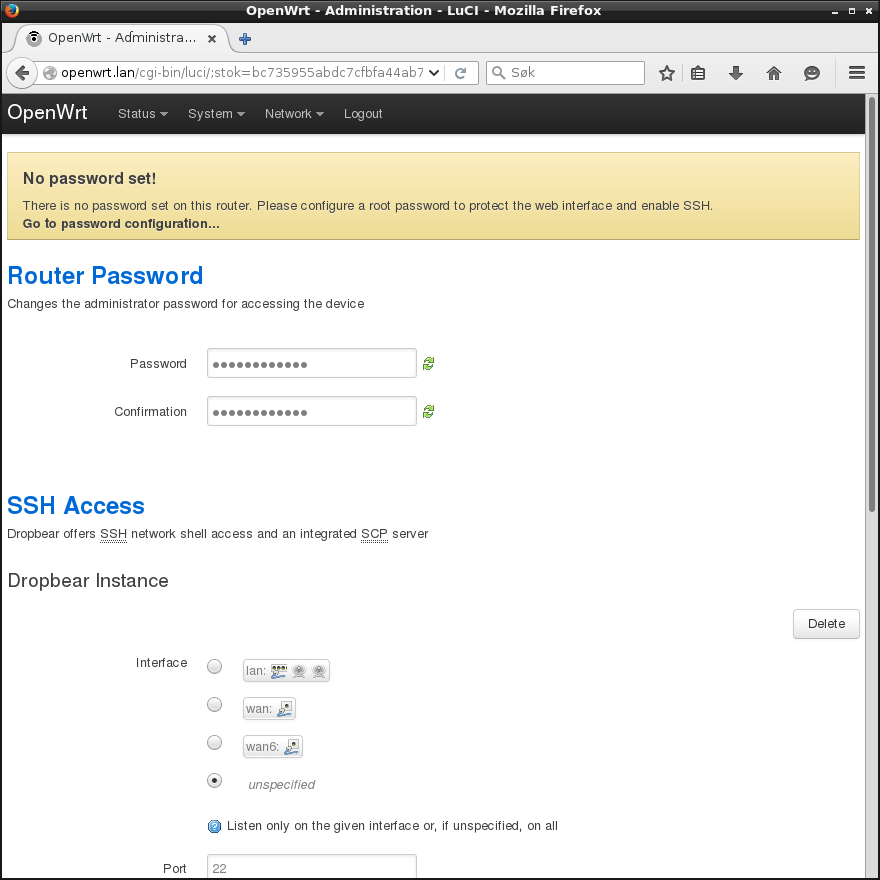 OpenWrt - Administration - LuCI - Mozilla Firefox
OpenWrt - Administra...
openwrt.lan/cgi-bin/luci/;stok=bc735955abdc7cfbfa44ab7
Søk
OpenWrt Status System Network Logout
No password set!
There is no password set on this router. Please configure a root password to protect the web interface and enable SSH.
Go to password configuration...
Router Password
Changes the administrator password for accessing the device
Password
Confirmation
SSH Access
Dropbear offers SSH network shell access and an integrated SCP server
Dropbear Instance
Delete
Interface
lan:
wan:
wan6:
unspecified
Listen only on the given interface or, if unspecified, on all
Port 22